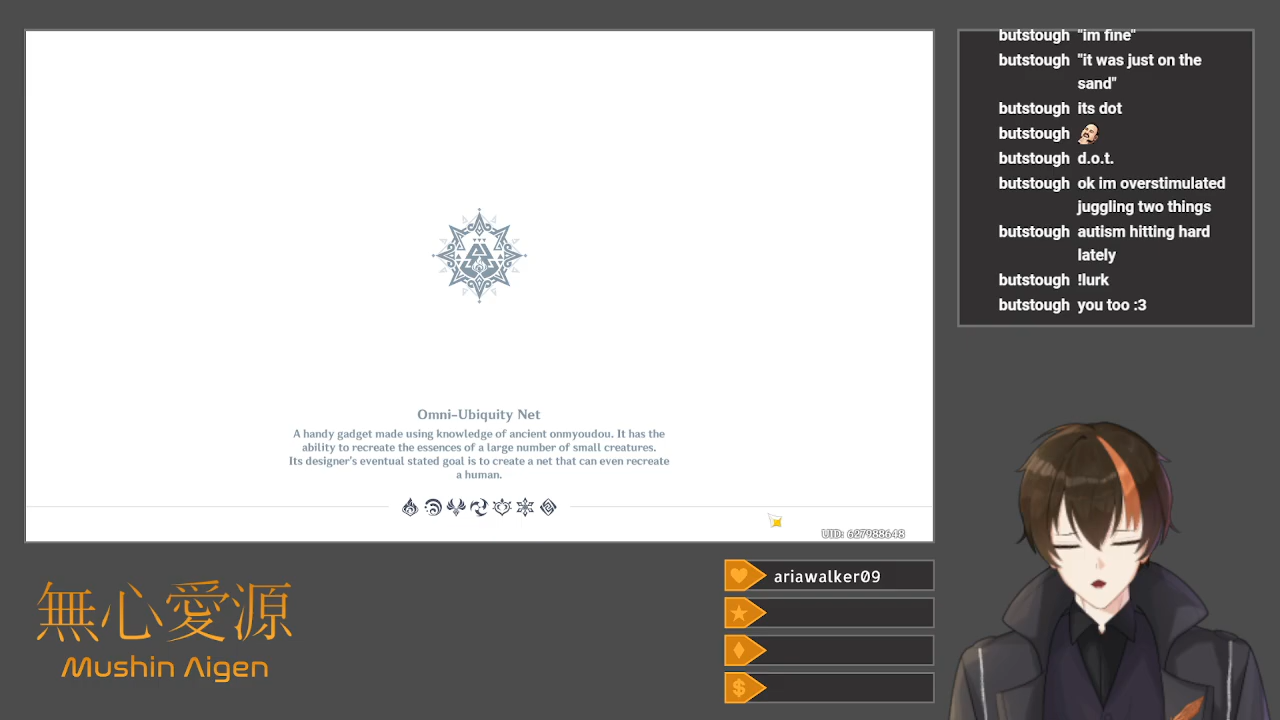 Omni-Ubiquity Net
A handy gadget made using knowledge of ancient onmyoudou. It has the
ability to recreate the essences of a large number of small creatures.
Its designer's eventual stated goal is to create a net that can even recreate
a human.
UID: 627988648
butstough "im fine"
butstough "it was just on the
sand"
butstough its dot
butstough
butstough d.o.t.
butstough ok im overstimulated
juggling two things
butstough autism hitting hard
lately
butstough !lurk
butstough you too :3
無心愛源
Mushin Aigen
ariawalker09
$